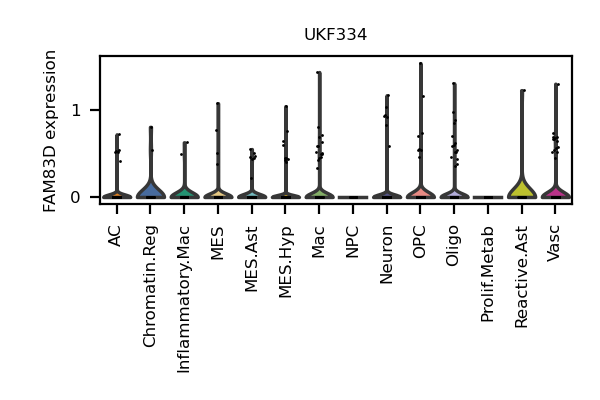 UKF334
FAM83D expression
1
0
AC
Chromatin.Reg
Inflammatory.Mac
MES
MES.Ast
MES.Hyp
Mac
NPC
Neuron
OPC
Oligo
Prolif.Metab
Reactive.Ast
Vasc